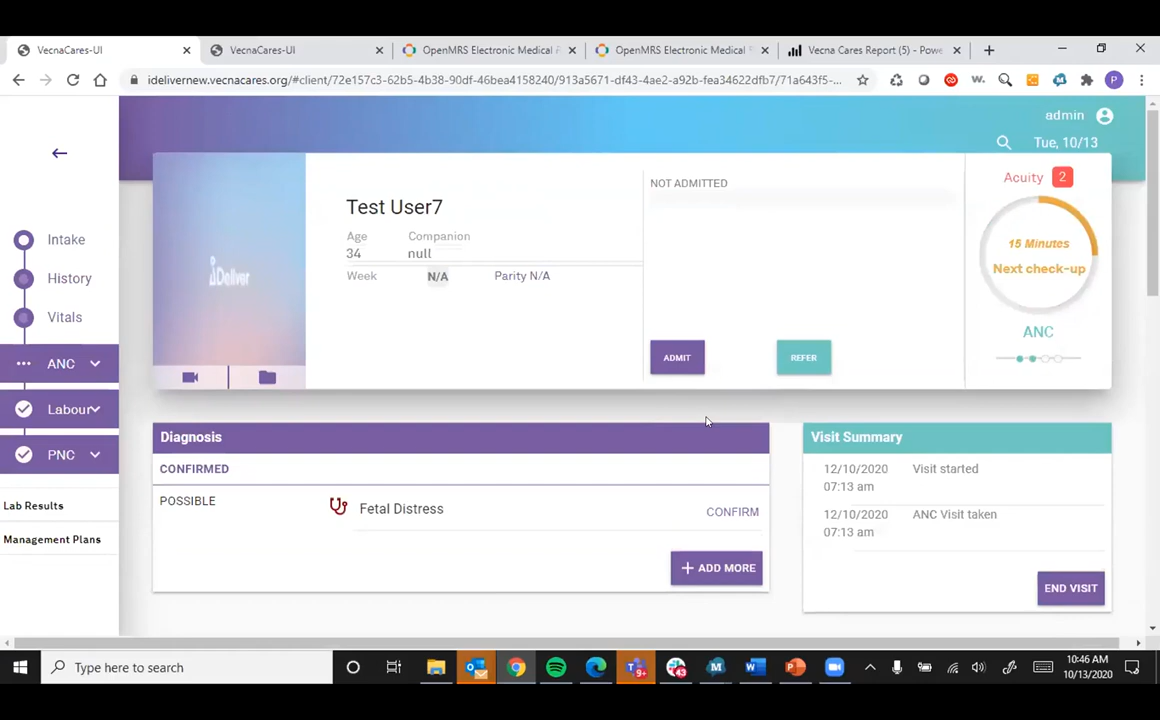 VecnaCares-UI
VecnaCares-UI
OpenMRS Electronic Medical
OpenMRS Electronic Medical
Vecna Cares Report (5) - Pow
idelivernew.vecnacares.org/#client/72e157c3-62b5-4b38-90df-46bea4158240/913a5671-df43-4ae2-a92b-fea34622dfb7/71a643f5-...
P
admin
Tue, 10/13
Intake
History
Vitals
ANC
Labour
PNC
Lab Results
Management Plans
iDeliver
Test User7
Age
Companion
34
null
Week
N/A
Parity N/A
NOT ADMITTED
ADMIT
REFER
Acuity 2
15 Minutes
Next check-up
ANC
Diagnosis
CONFIRMED
POSSIBLE
Fetal Distress
CONFIRM
ADD MORE
Visit Summary
12/10/2020
07:13 am
Visit started
12/10/2020
07:13 am
ANC Visit taken
END VISIT
Type here to search
10:46 AM
10/13/2020